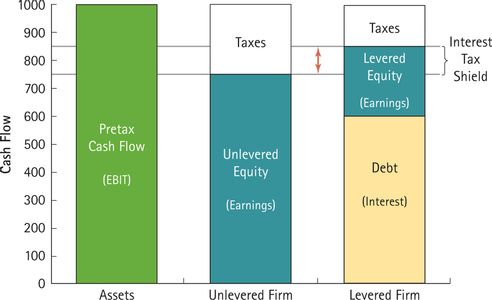 1000
900
800
700
600
500
400
300
200
100
0
Cash Flow
Pretax
Cash Flow
(EBIT)
Taxes
Unlevered
Equity
(Earnings)
Taxes
Levered
Equity
(Earnings)
Debt
(Interest)
Interest
Tax
Shield
Assets
Unlevered Firm
Levered Firm